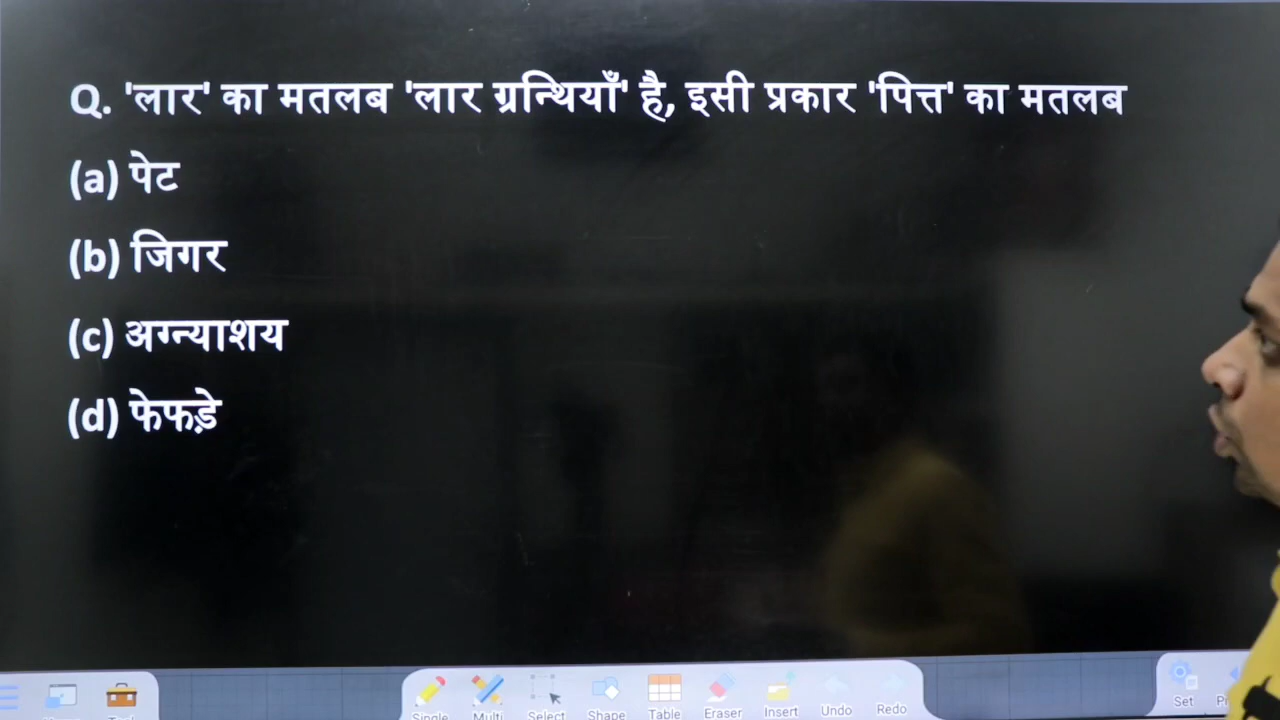 Q. 'लार' का मतलब 'लार ग्रन्थियाँ' है, इसी प्रकार 'पित्त' का मतलब
(a) पेट
(b) जिगर
(c) अग्न्याशय
(d) फेफड़े
Single Multi Select Shape Table Eraser Insert Undo Redo Set